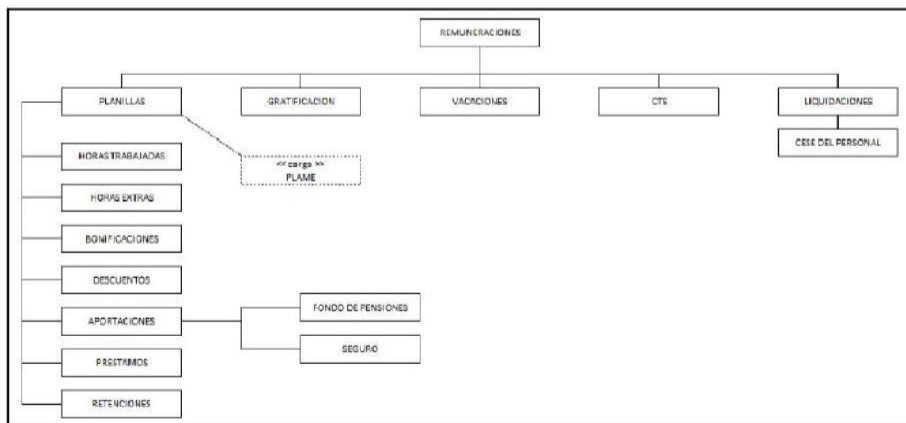 REMUNERACIONES
PLANILLAS
GRATIFICACION
VACACIONES
CTS
LIQUIDACIONES
HORAS TRABAJADAS
<< carga >>
PLAME
CESE DEL PERSONAL
HORAS EXTRAS
BONIFICACIONES
DESCUENTOS
APORTACIONES
FONDO DE PENSIONES
SEGURO
PRESTAMOS
RETENCIONES